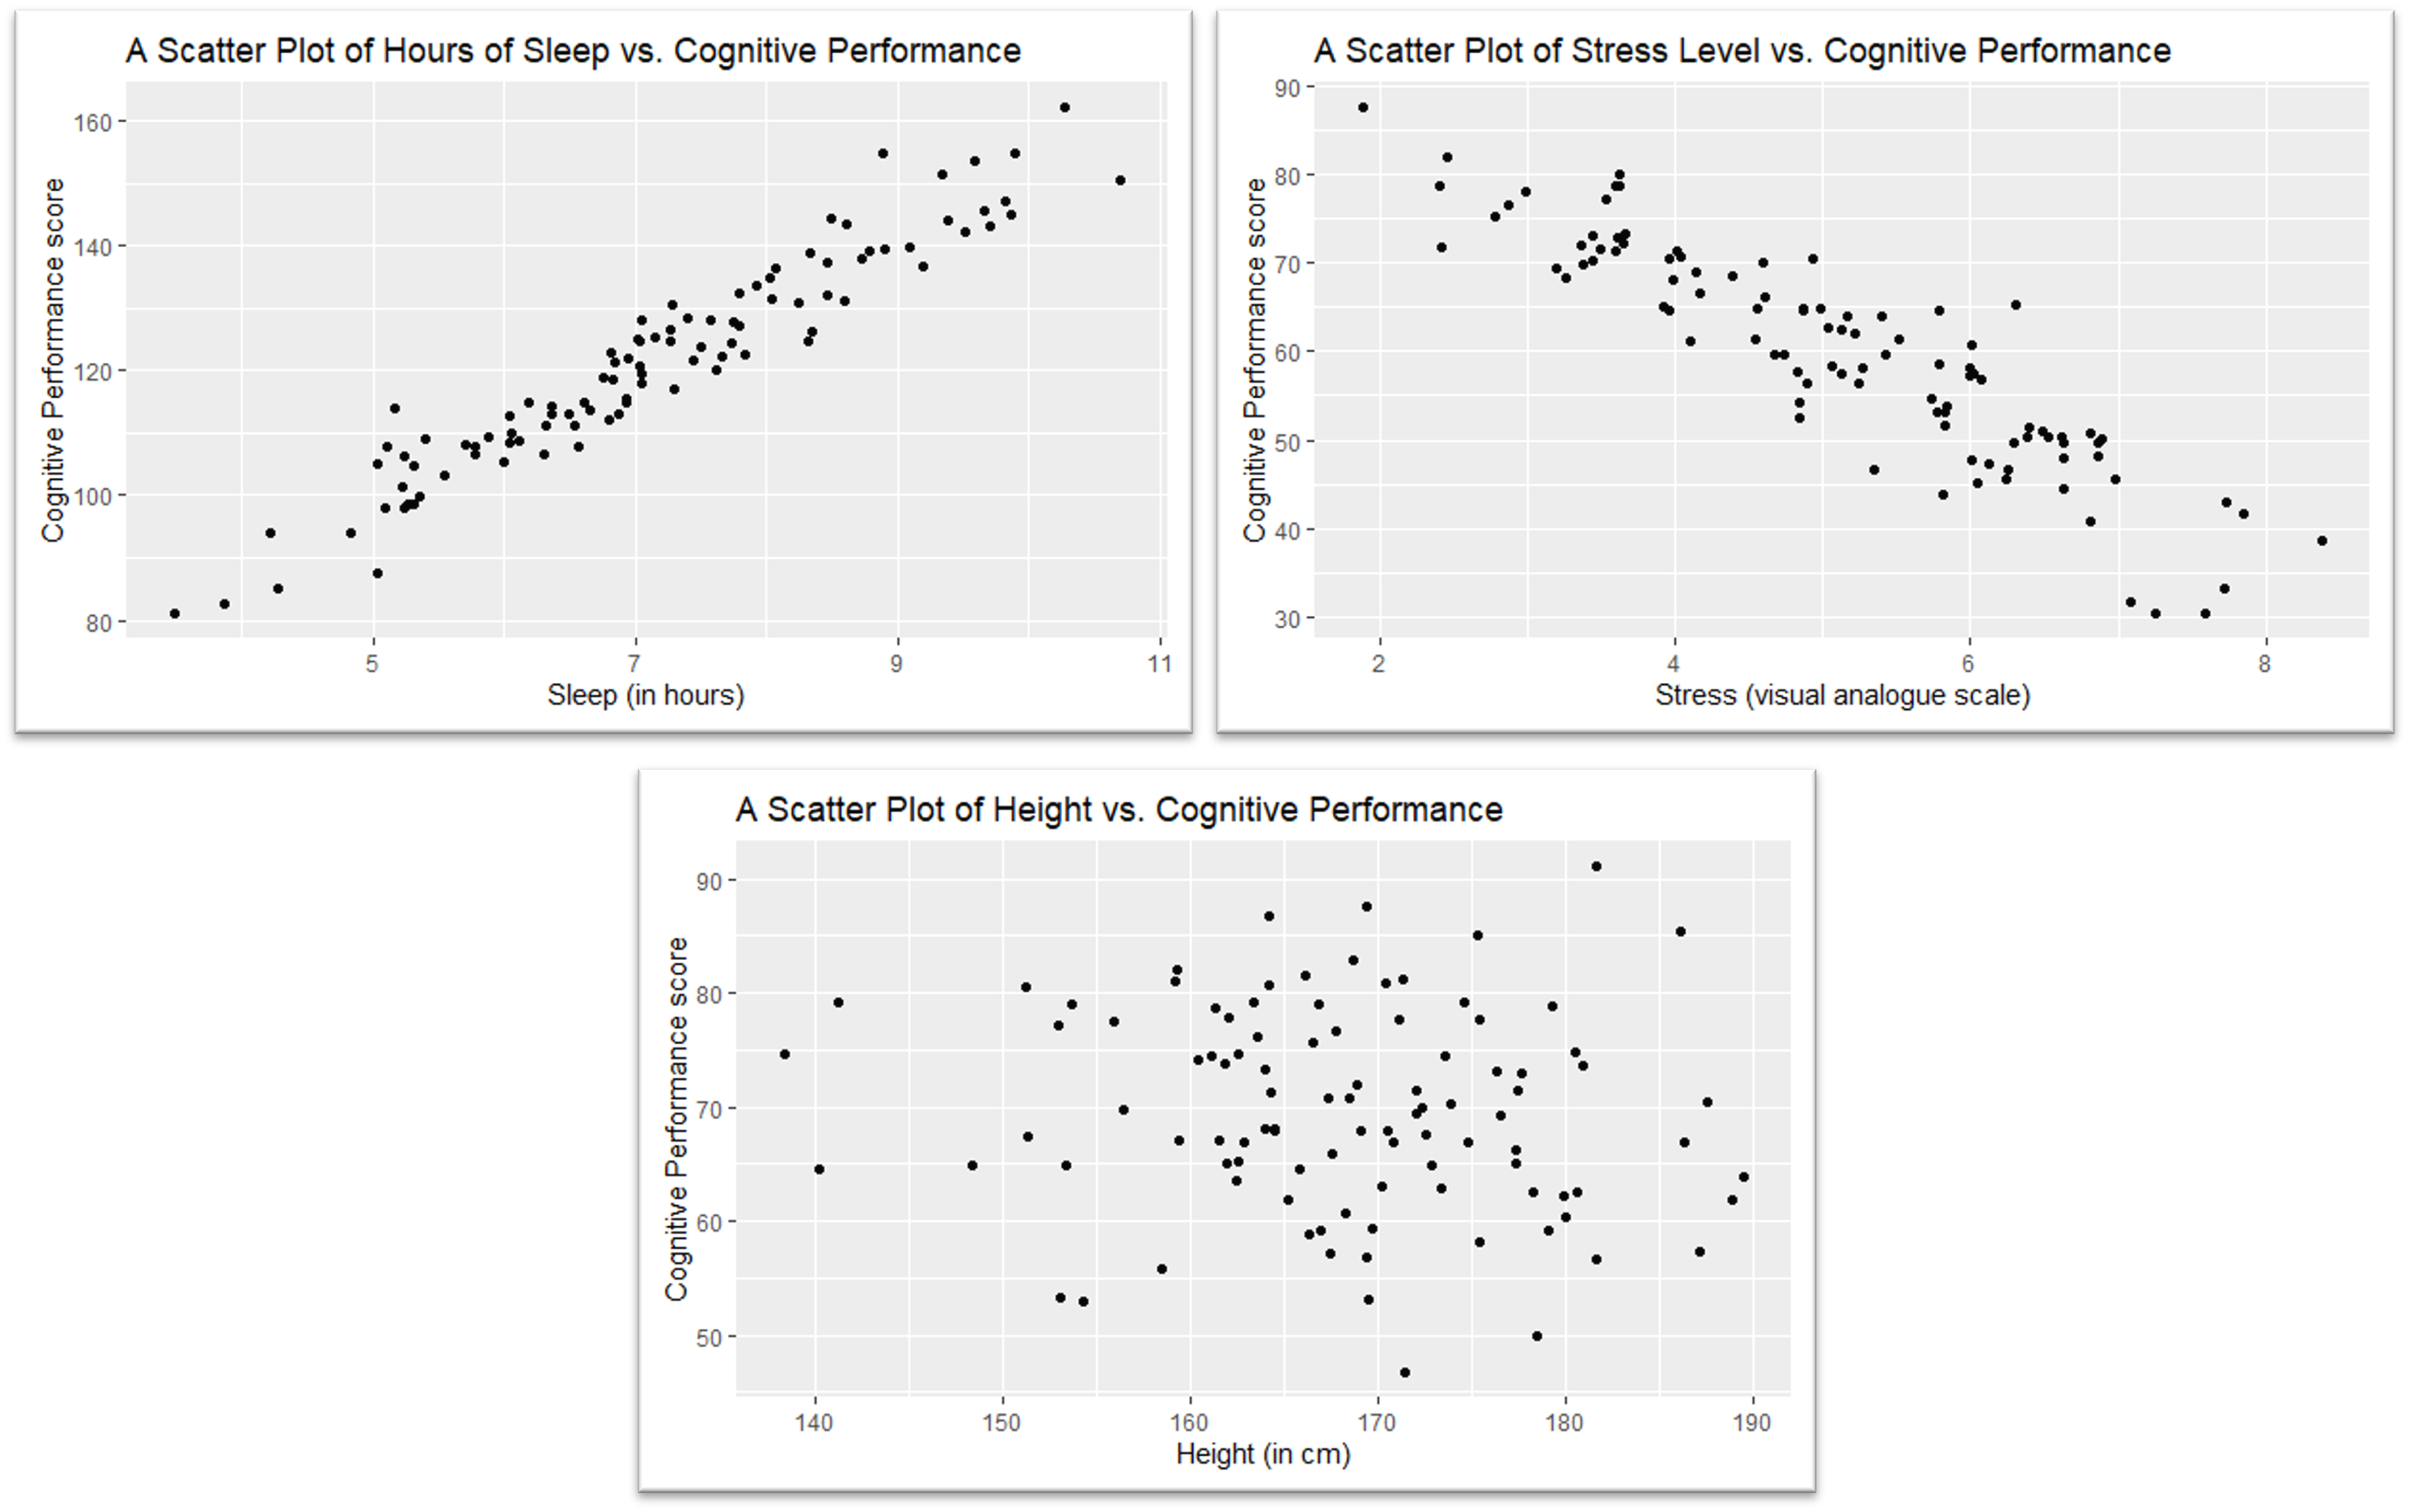 A Scatter Plot of Hours of Sleep vs. Cognitive Performance
Cognitive Performance score
160
140
120
100
80
5 7 9 11
Sleep (in hours)
A Scatter Plot of Stress Level vs. Cognitive Performance
Cognitive Performance score
90
80
70
60
50
40
30
2 4 6 8
Stress (visual analogue scale)
A Scatter Plot of Height vs. Cognitive Performance
Cognitive Performance score
90
80
70
60
50
140 150 160 170 180 190
Height (in cm)